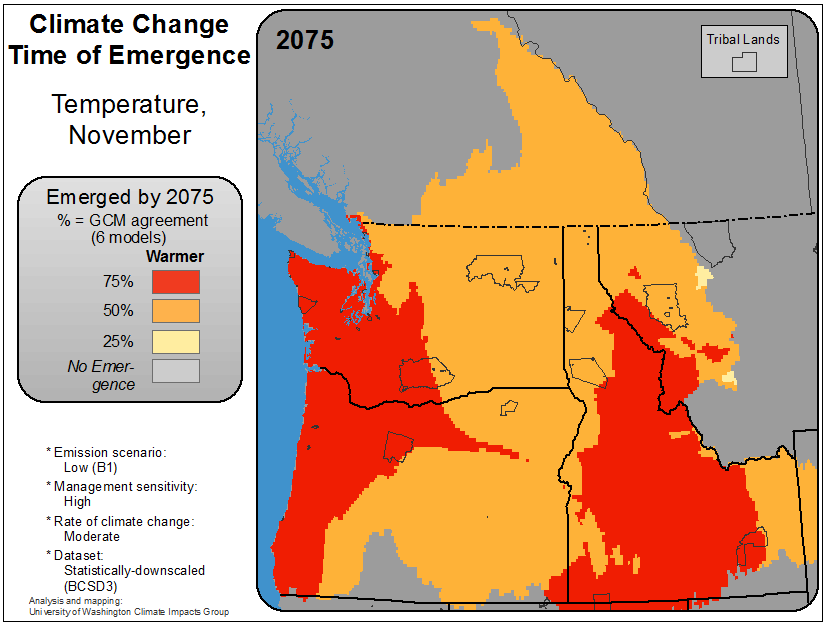 Climate Change
Time of Emergence
Temperature,
November
Emerged by 2075
% = GCM agreement
(6 models)
Warmer
75%
50%
25%
No Emer-
gence
* Emission scenario:
Low (B1)
* Management sensitivity:
High
* Rate of climate change:
Moderate
* Dataset:
Statistically-downscaled
(BCSD3)
Analysis and mapping:
University of Washington Climate Impacts Group
2075
Tribal Lands